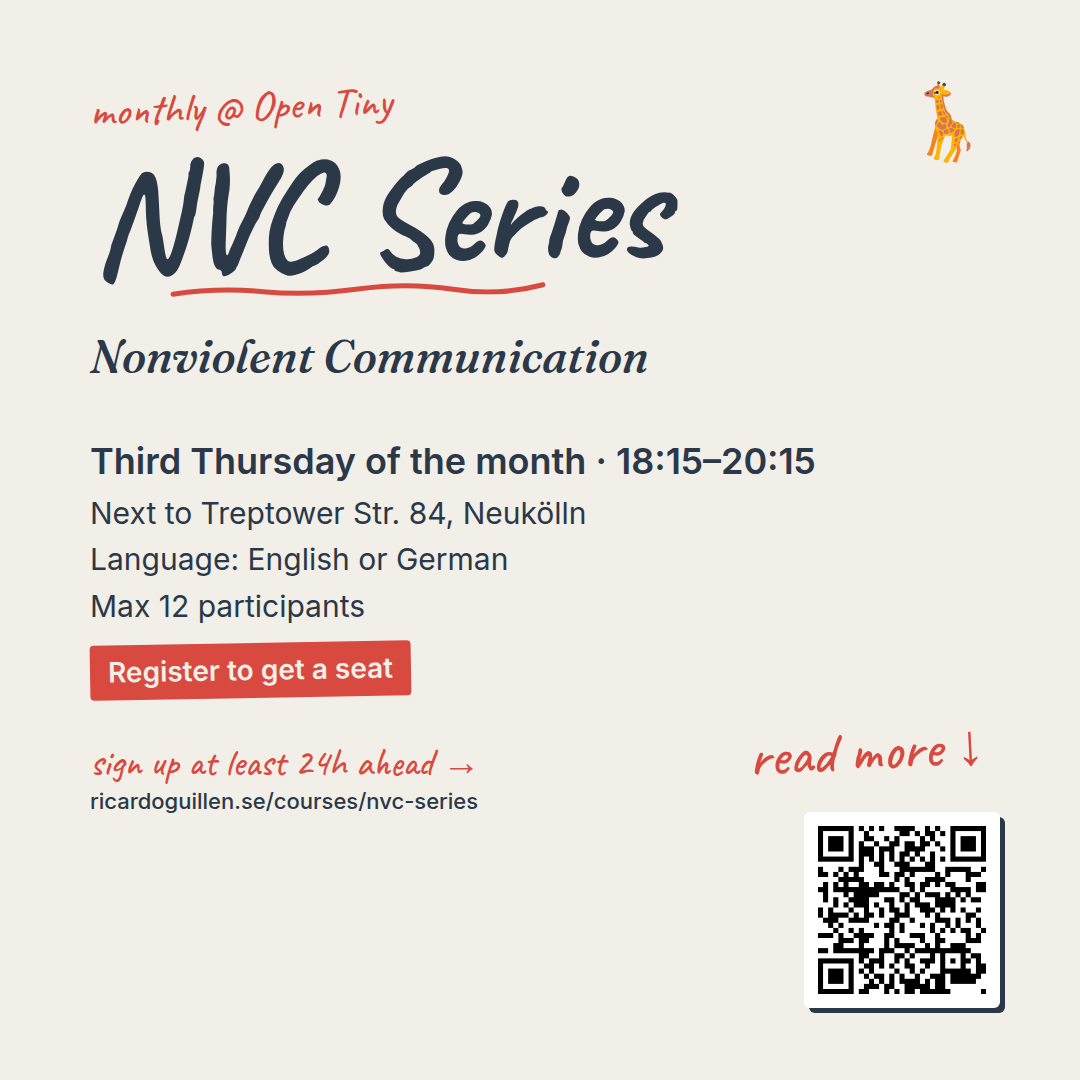 monthly @ Open Tiny
NVC Series
Nonviolent Communication
Third Thursday of the month · 18:15–20:15
Next to Treptower Str. 84, Neukölln
Language: English or German
Max 12 participants
Register to get a seat
sign up at least 24h ahead →
ricardoguillen.se/courses/nvc-series
read more ↓